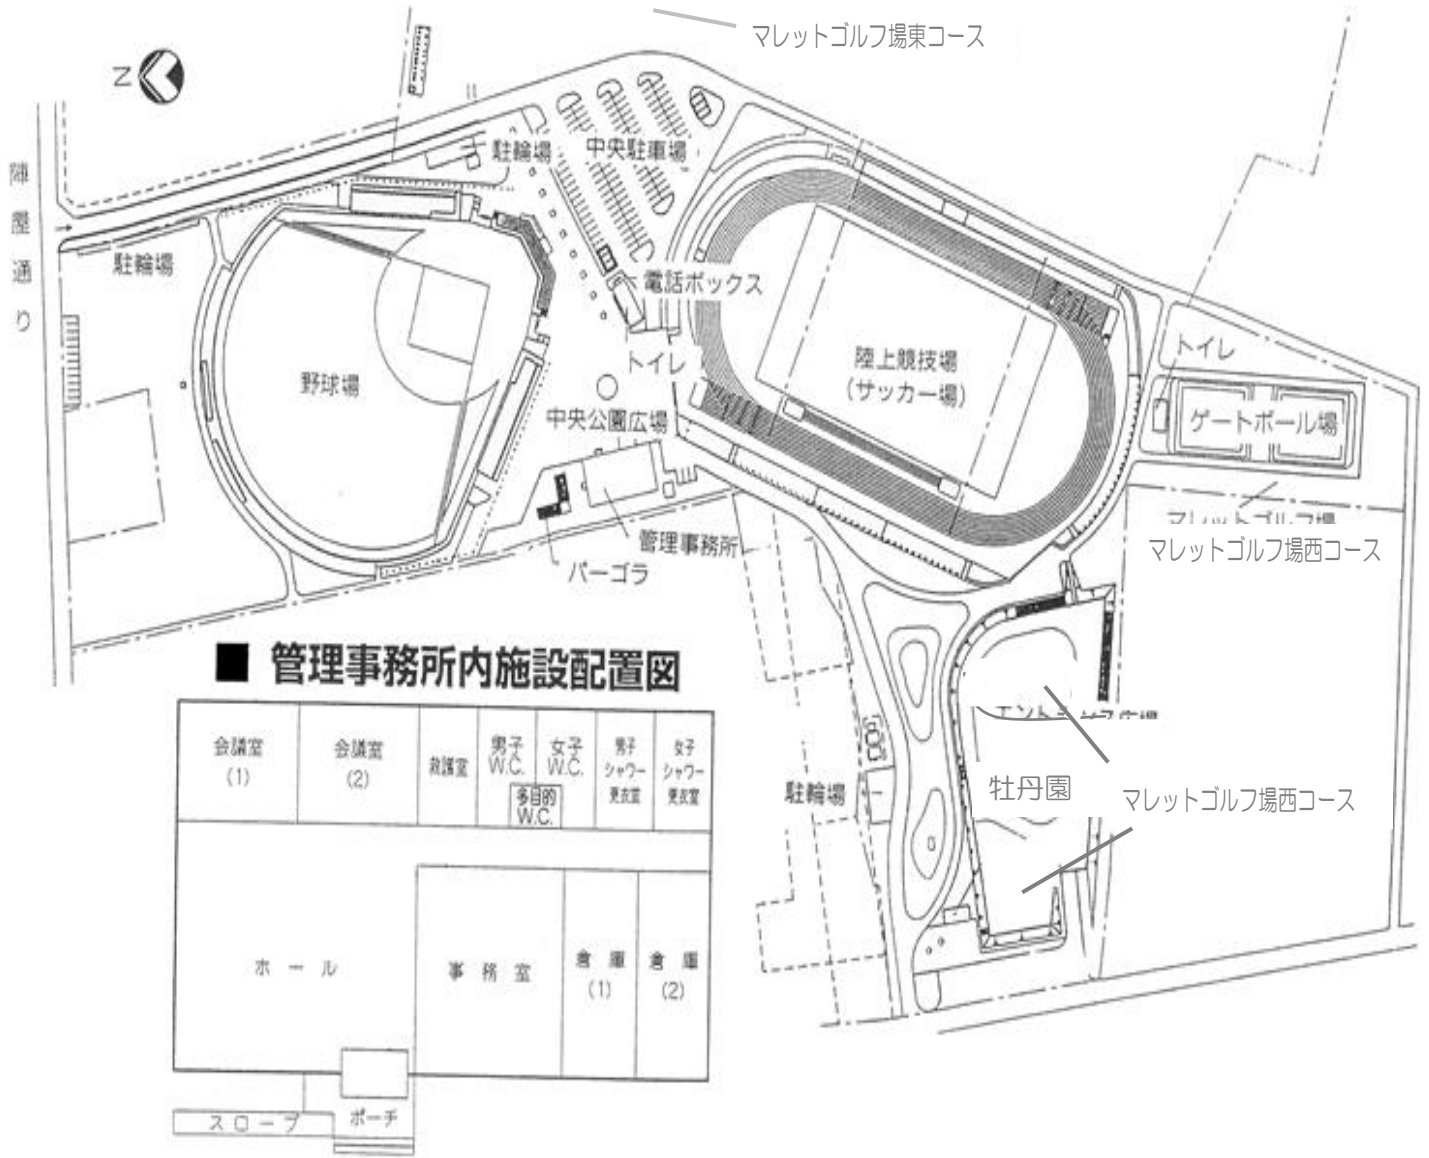 マレットゴルフ場東コース
N
陣屋通り
駐輪場
中央駐車場
駐輪場
電話ボックス
トイレ
野球場
陸上競技場
(サッカー場)
トイレ
ゲートボール場
中央公園広場
管理事務所
パーゴラ
マレットゴルフ場
マレットゴルフ場西コース
駐輪場
牡丹園
マレットゴルフ場西コース
■ 管理事務所内施設配置図
会議室
(1)
会議室
(2)
救護室
男子
W.C.
女子
W.C.
多目的
W.C.
男子
シャワー
更衣室
女子
シャワー
更衣室
ホール
事務室
倉庫
(1)
倉庫
(2)
ポーチ
スロープ